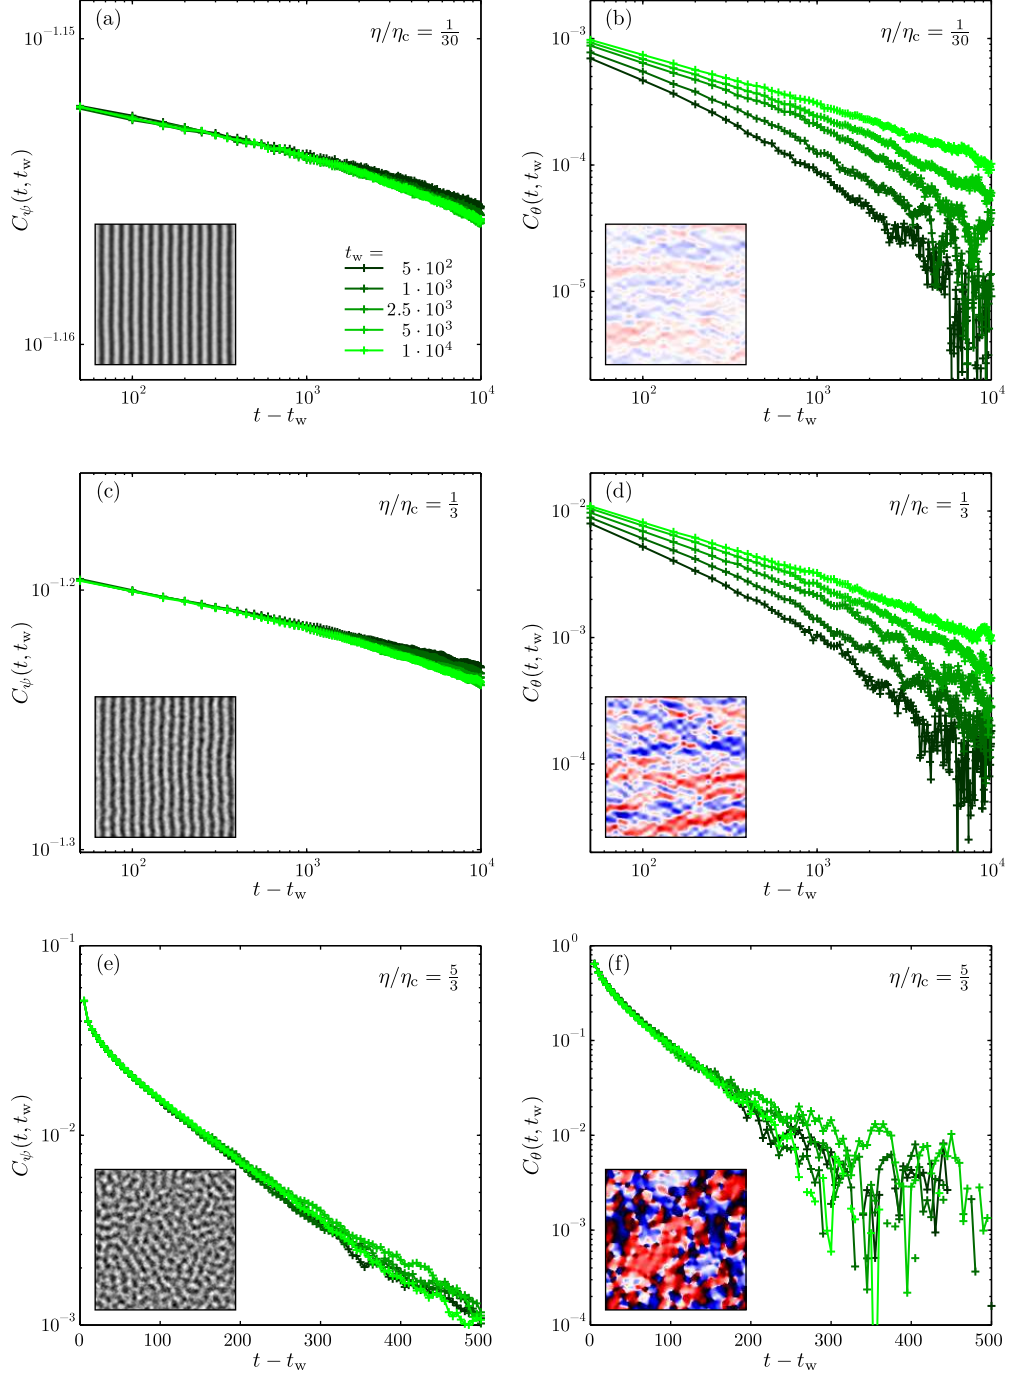 (a)
η/η_c = 1/30
10^{-1.15}
10^{-1.16}
C_ψ(t, t_w)
t_w =
5 · 10^2
1 · 10^3
2.5 · 10^3
5 · 10^3
1 · 10^4
10^2 10^3 10^4
t − t_w
(b)
η/η_c = 1/30
10^{-3}
10^{-4}
10^{-5}
C_θ(t, t_w)
10^2 10^3 10^4
t − t_w
(c)
η/η_c = 1/3
10^{-1.2}
10^{-1.3}
C_ψ(t, t_w)
10^2 10^3 10^4
t − t_w
(d)
η/η_c = 1/3
10^{-2}
10^{-3}
10^{-4}
C_θ(t, t_w)
10^2 10^3 10^4
t − t_w
(e)
η/η_c = 5/3
10^{-1}
10^{-2}
10^{-3}
C_ψ(t, t_w)
0 100 200 300 400 500
t − t_w
(f)
η/η_c = 5/3
10^0
10^{-1}
10^{-2}
10^{-3}
10^{-4}
C_θ(t, t_w)
0 100 200 300 400 500
t − t_w